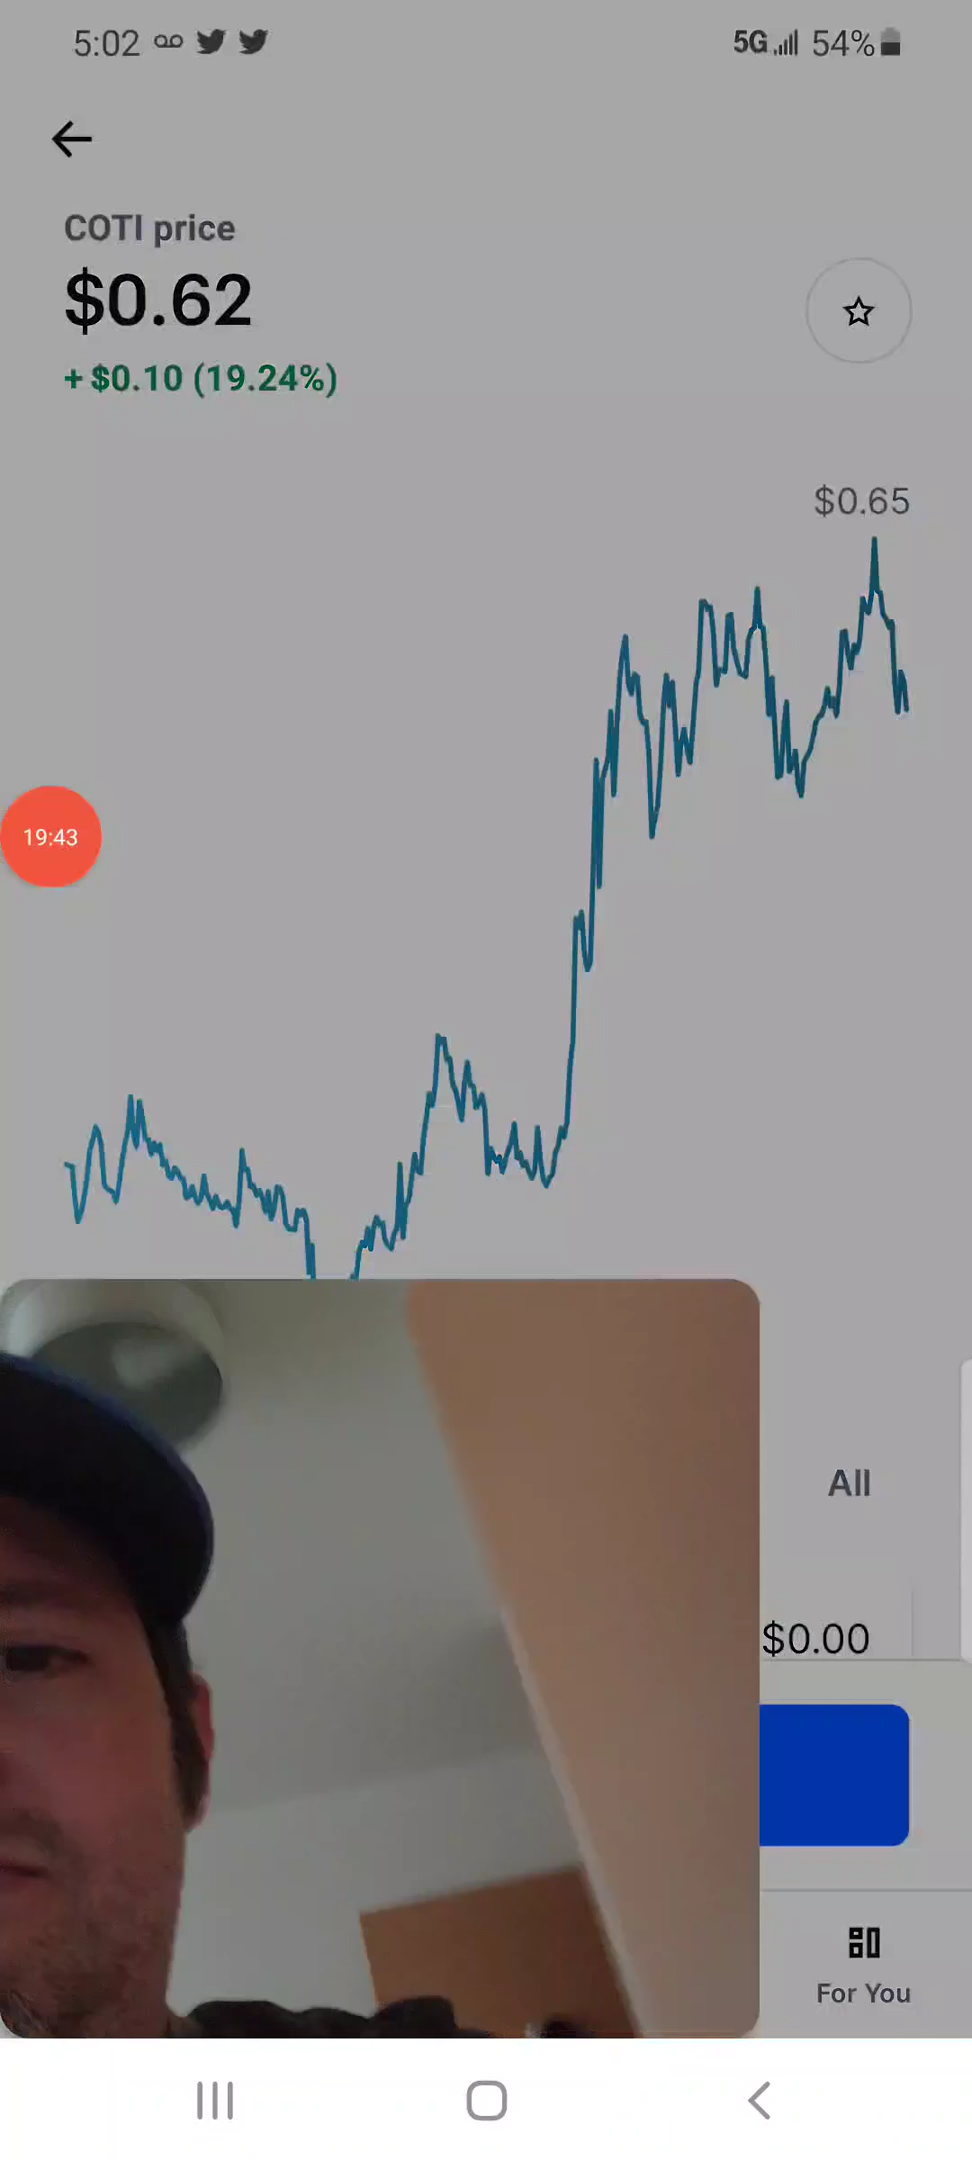 5:02 5G 54%
COTI price
$0.62
+ $0.10 (19.24%)
$0.65
19:43
All
$0.00
For You